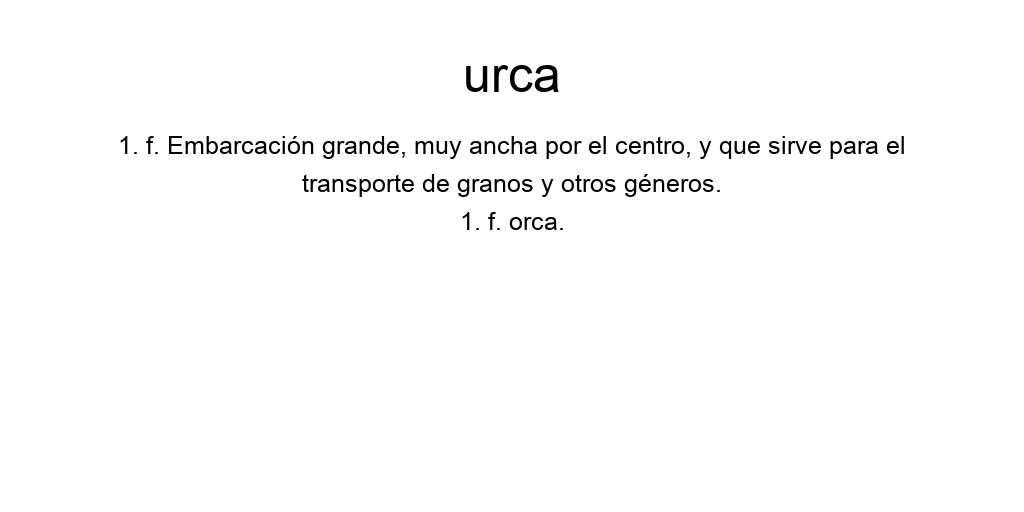 urca
1. f. Embarcación grande, muy ancha por el centro, y que sirve para el
transporte de granos y otros géneros.
1. f. orca.